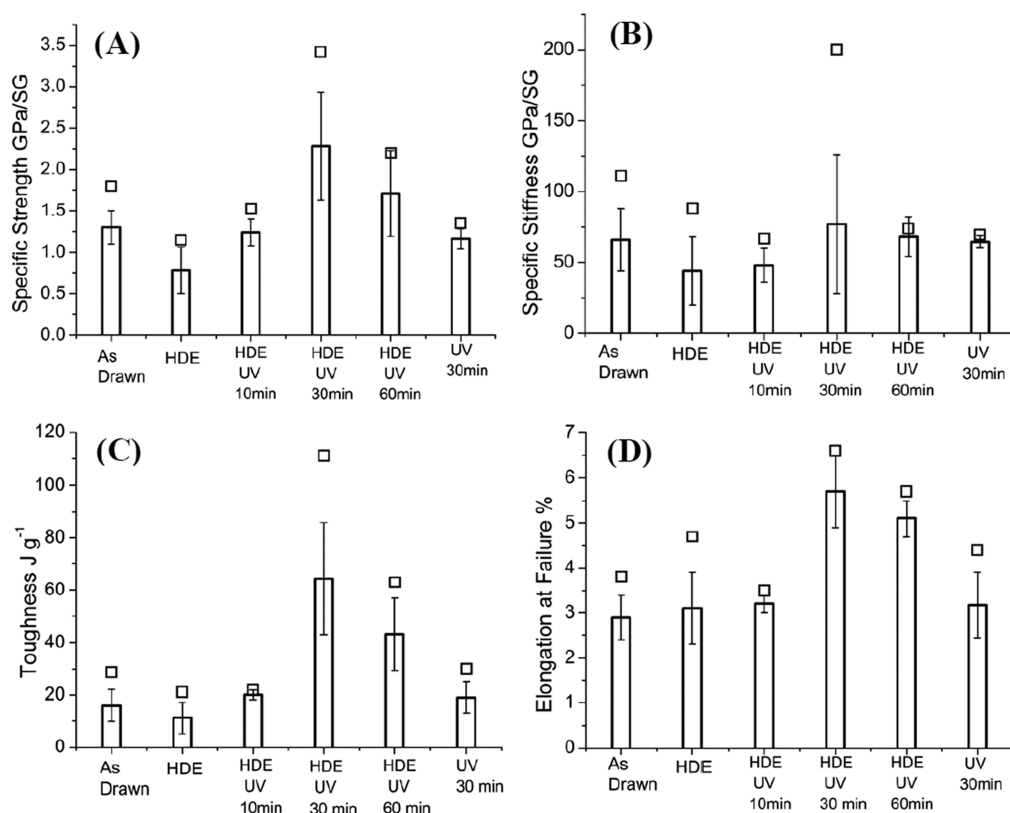 (A)
Specific Strength GPa/SG
3.5
3.0
2.5
2.0
1.5
1.0
0.5
0.0
As
Drawn
HDE
HDE
UV
10min
HDE
UV
30min
HDE
UV
60min
UV
30min
(B)
Specific Stiffness GPa/SG
200
150
100
50
0
As
Drawn
HDE
HDE
UV
10min
HDE
UV
30min
HDE
UV
60min
UV
30min
(C)
Toughness J g⁻¹
120
100
80
60
40
20
0
As
Drawn
HDE
HDE
UV
10min
HDE
UV
30 min
HDE
UV
60 min
UV
30 min
(D)
Elongation at Failure %
7
6
5
4
3
2
1
0
As
Drawn
HDE
HDE
UV
10min
HDE
UV
30 min
HDE
UV
60min
UV
30min